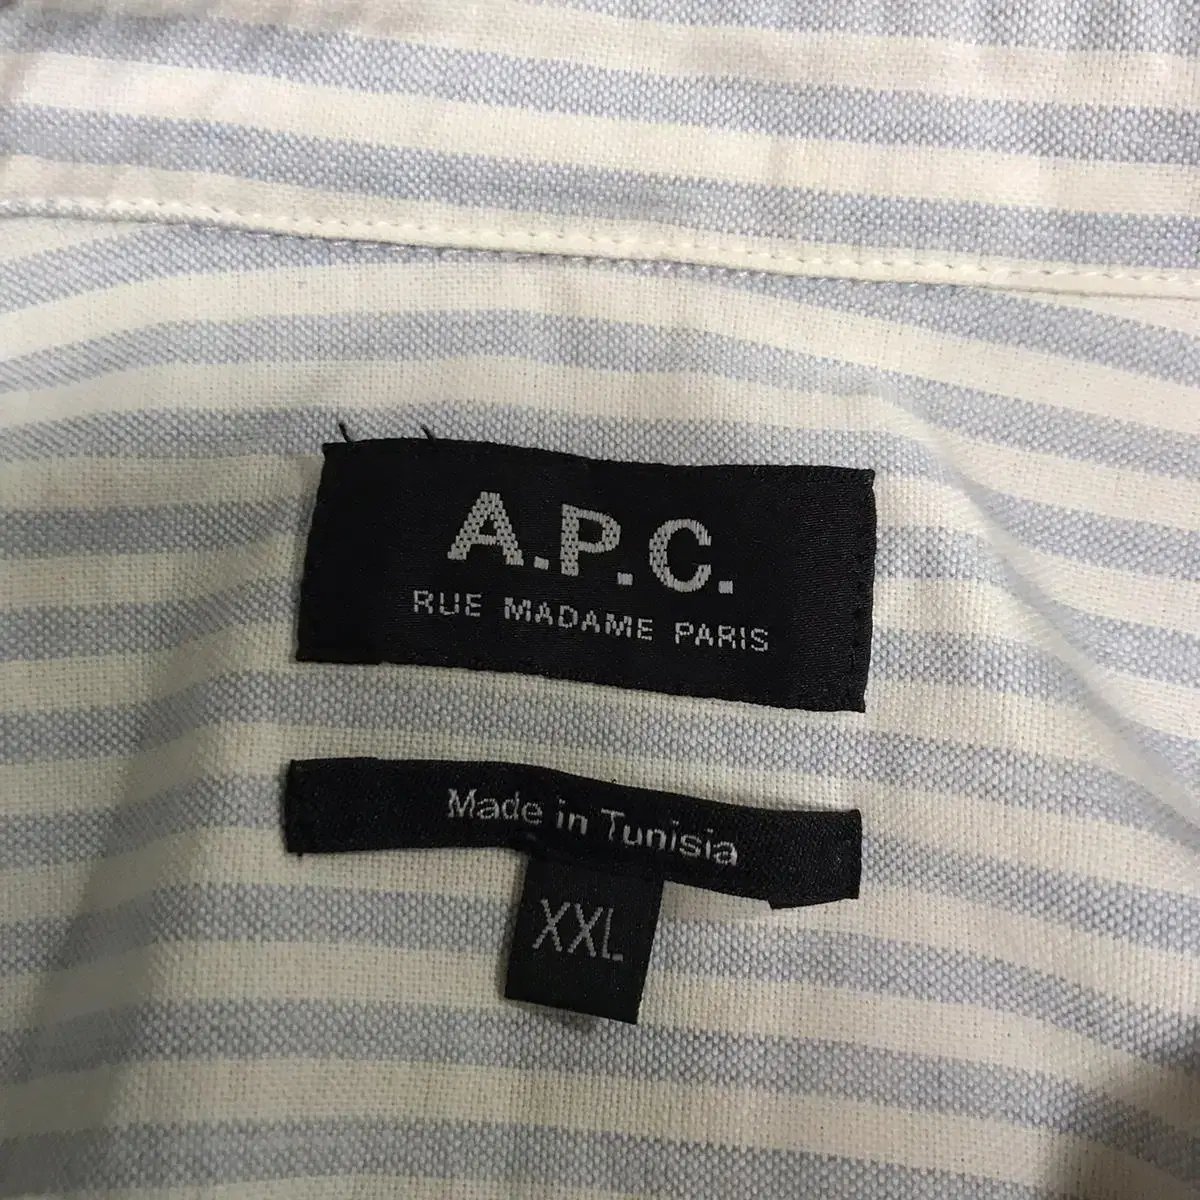 A.P.C.
RUE MADAME PARIS
Made in Tunisia
XXL